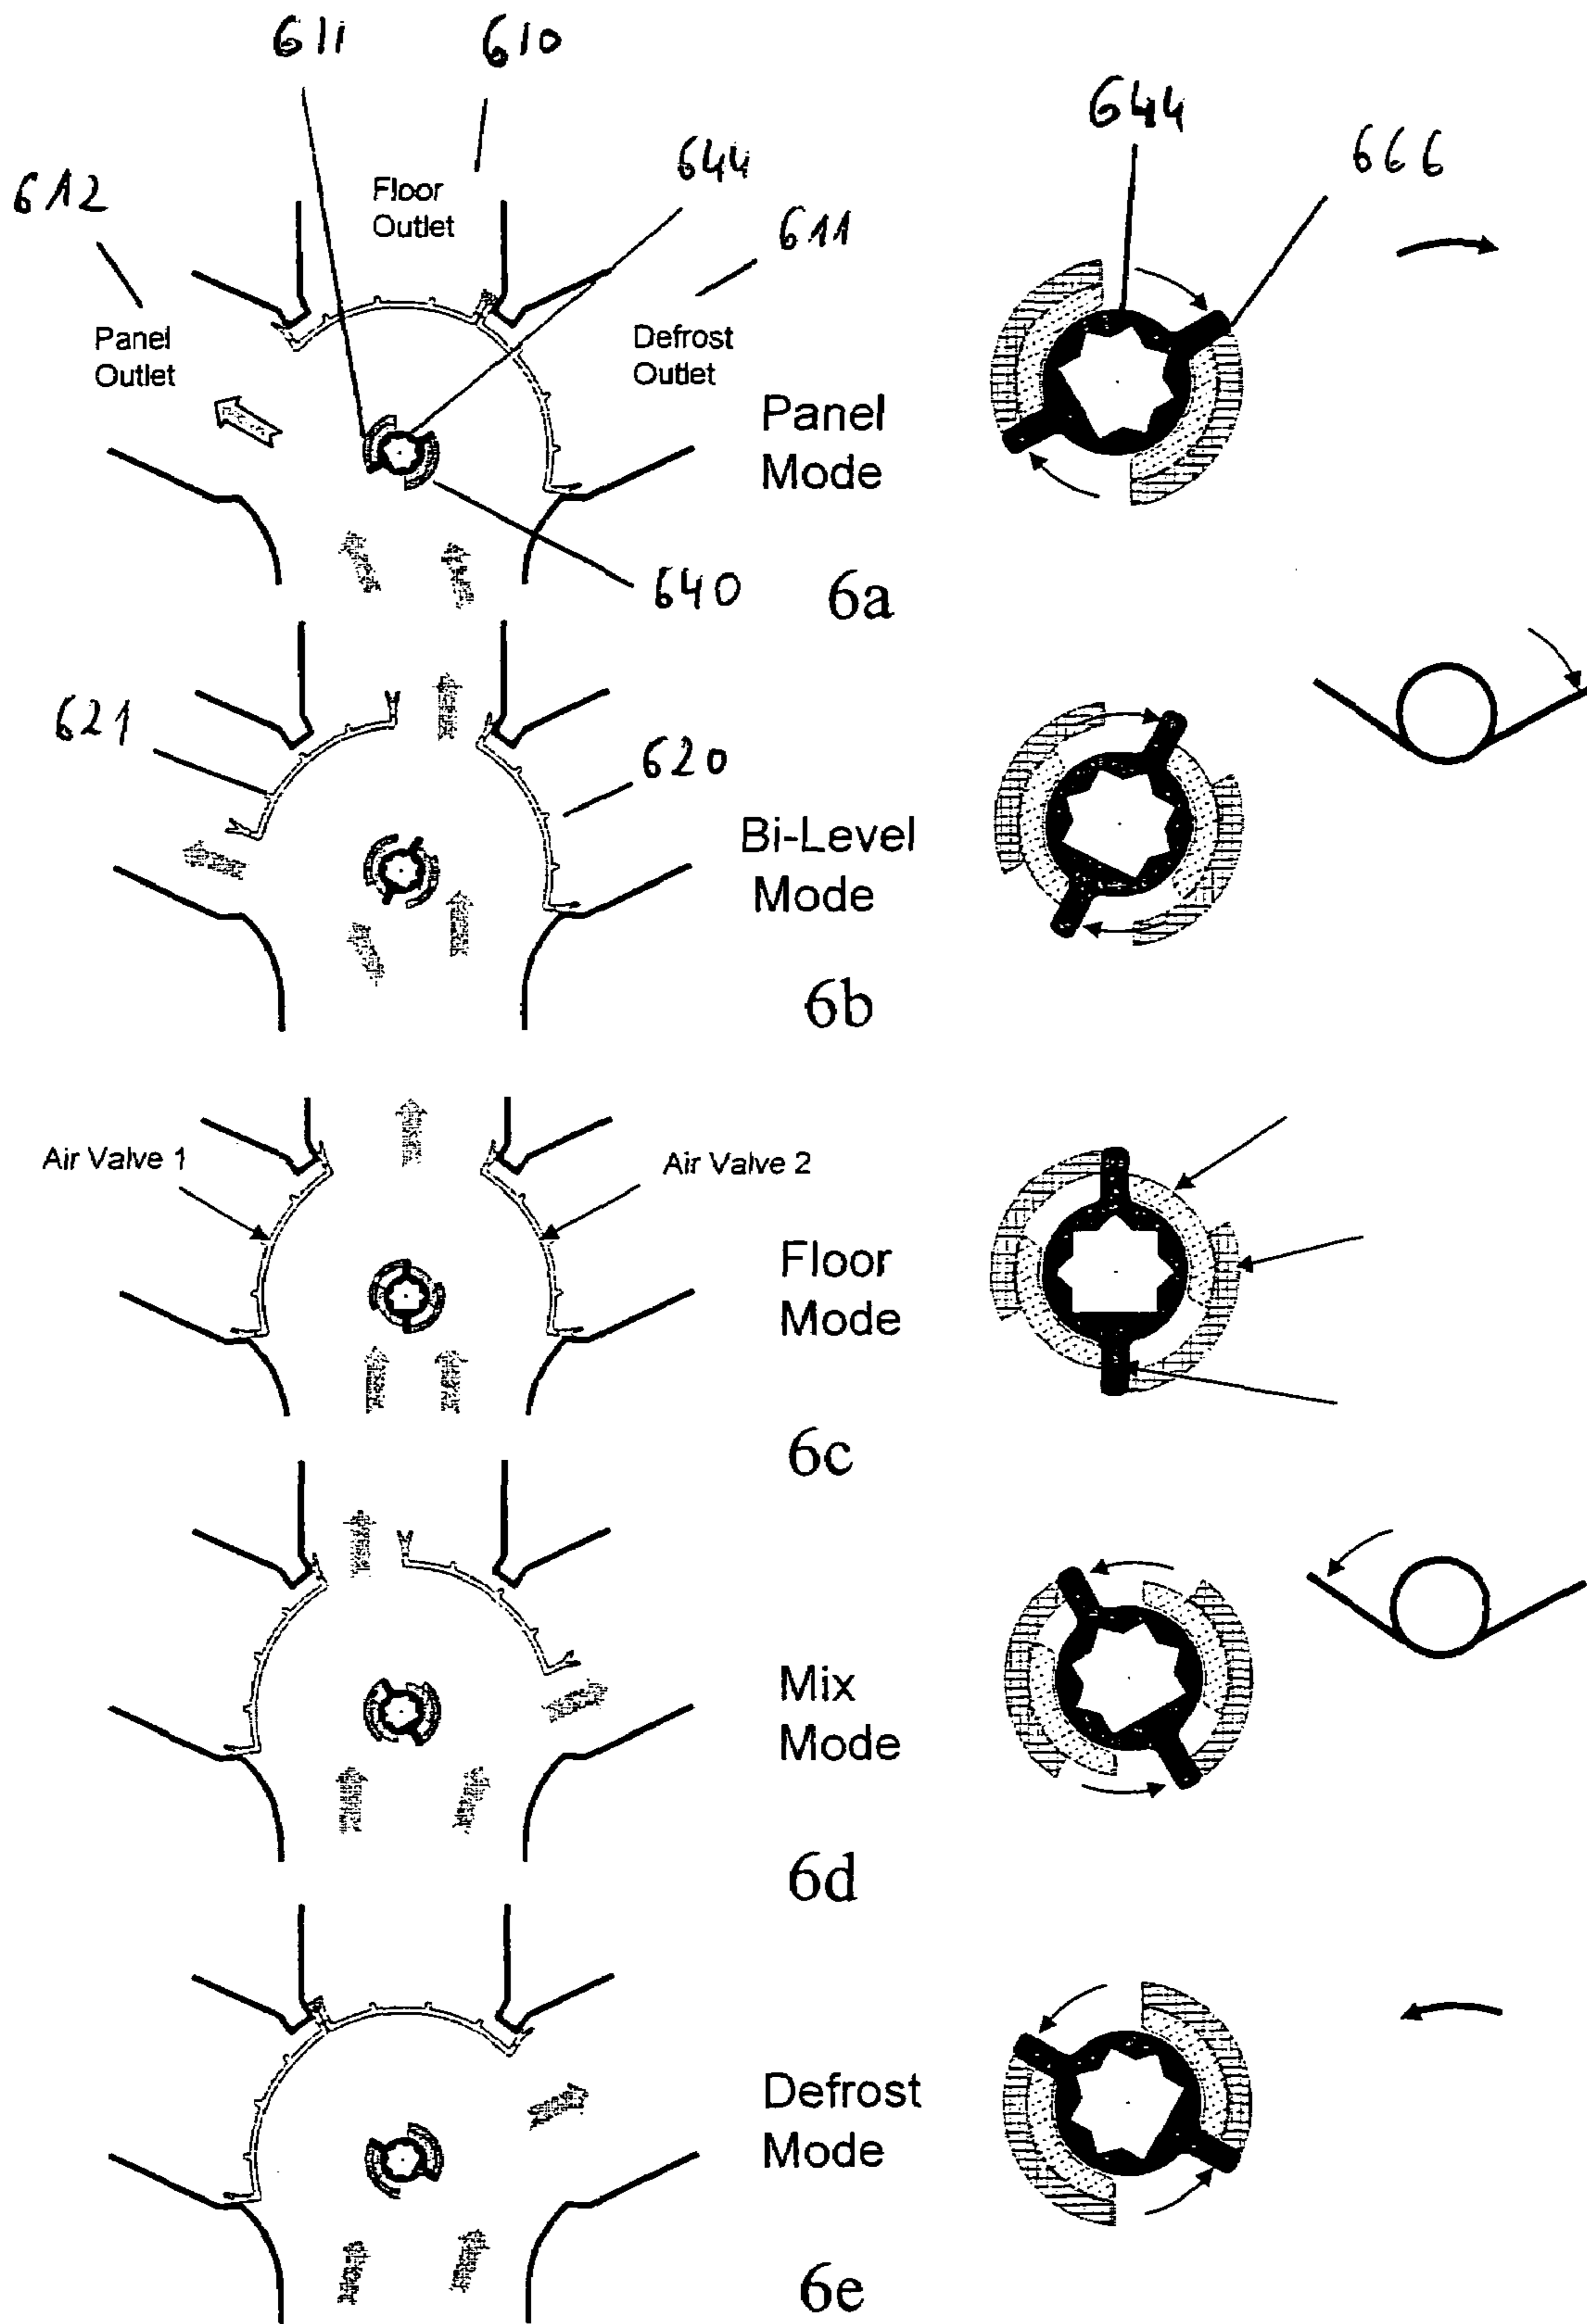 611
610
644
666
612
Floor
Outlet
644
611
Panel
Outlet
Defrost
Outlet
Panel
Mode
640
6a
621
620
Bi-Level
Mode
6b
Air Valve 1
Air Valve 2
Floor
Mode
6c
Mix
Mode
6d
Defrost
Mode
6e